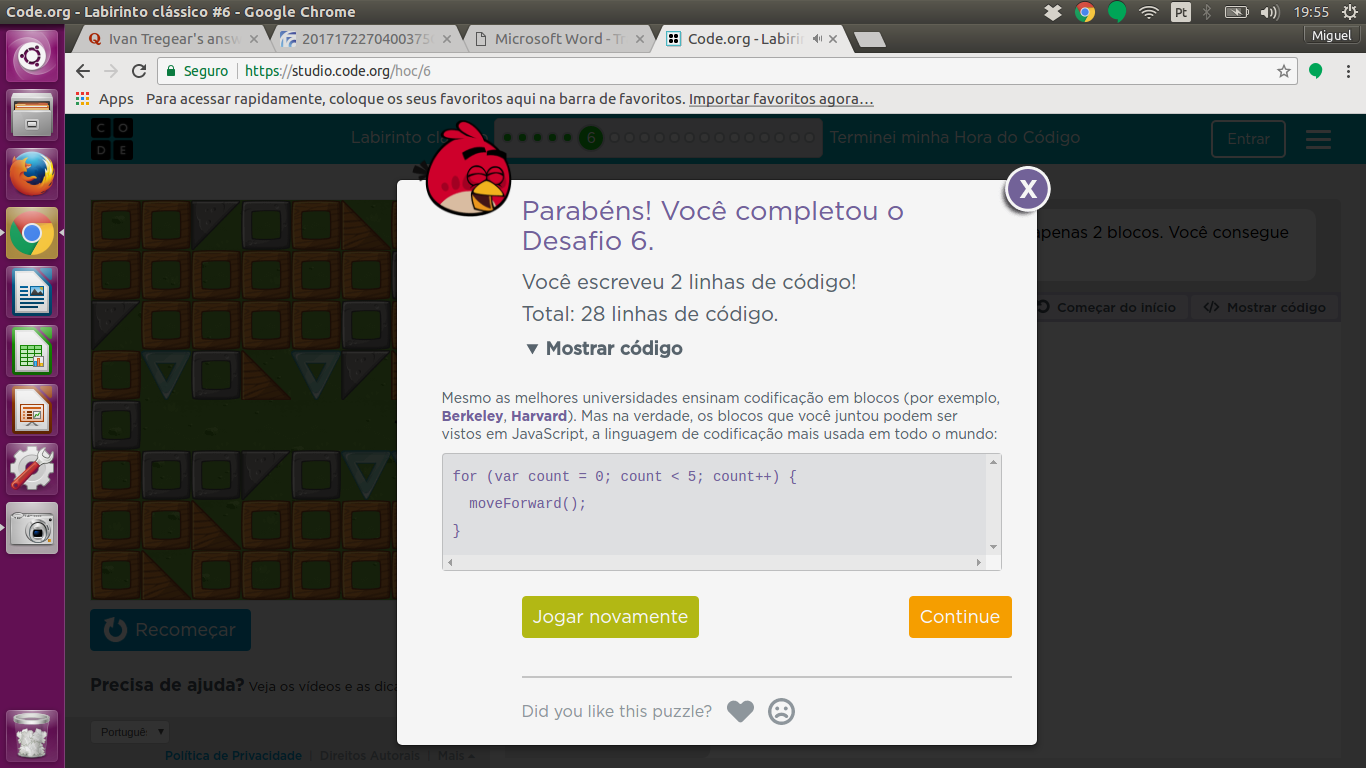 Code.org - Labirinto clássico #6 - Google Chrome
Pt
19:55
Ivan Tregear's answ
2017172270400375
Microsoft Word - T
Code.org - Labirin
Miguel
Seguro
https://studio.code.org/hoc/6
Apps
Para acessar rapidamente, coloque os seus favoritos aqui na barra de favoritos. Importar favoritos agora…
C O
D E
Labirinto clás
6
Terminei minha Hora do Código
Entrar
X
Parabéns! Você completou o
Desafio 6.
apenas 2 blocos. Você consegue
Você escreveu 2 linhas de código!
Total: 28 linhas de código.
Começar do início
Mostrar código
▼ Mostrar código
Mesmo as melhores universidades ensinam codificação em blocos (por exemplo,
Berkeley, Harvard). Mas na verdade, os blocos que você juntou podem ser
vistos em JavaScript, a linguagem de codificação mais usada em todo o mundo:
for (var count = 0; count < 5; count++) {
moveForward();
}
Jogar novamente
Continue
Recomeçar
Precisa de ajuda? Veja os vídeos e as dica
Did you like this puzzle?
Português
Política de Privacidade | Direitos Autorais | Mais